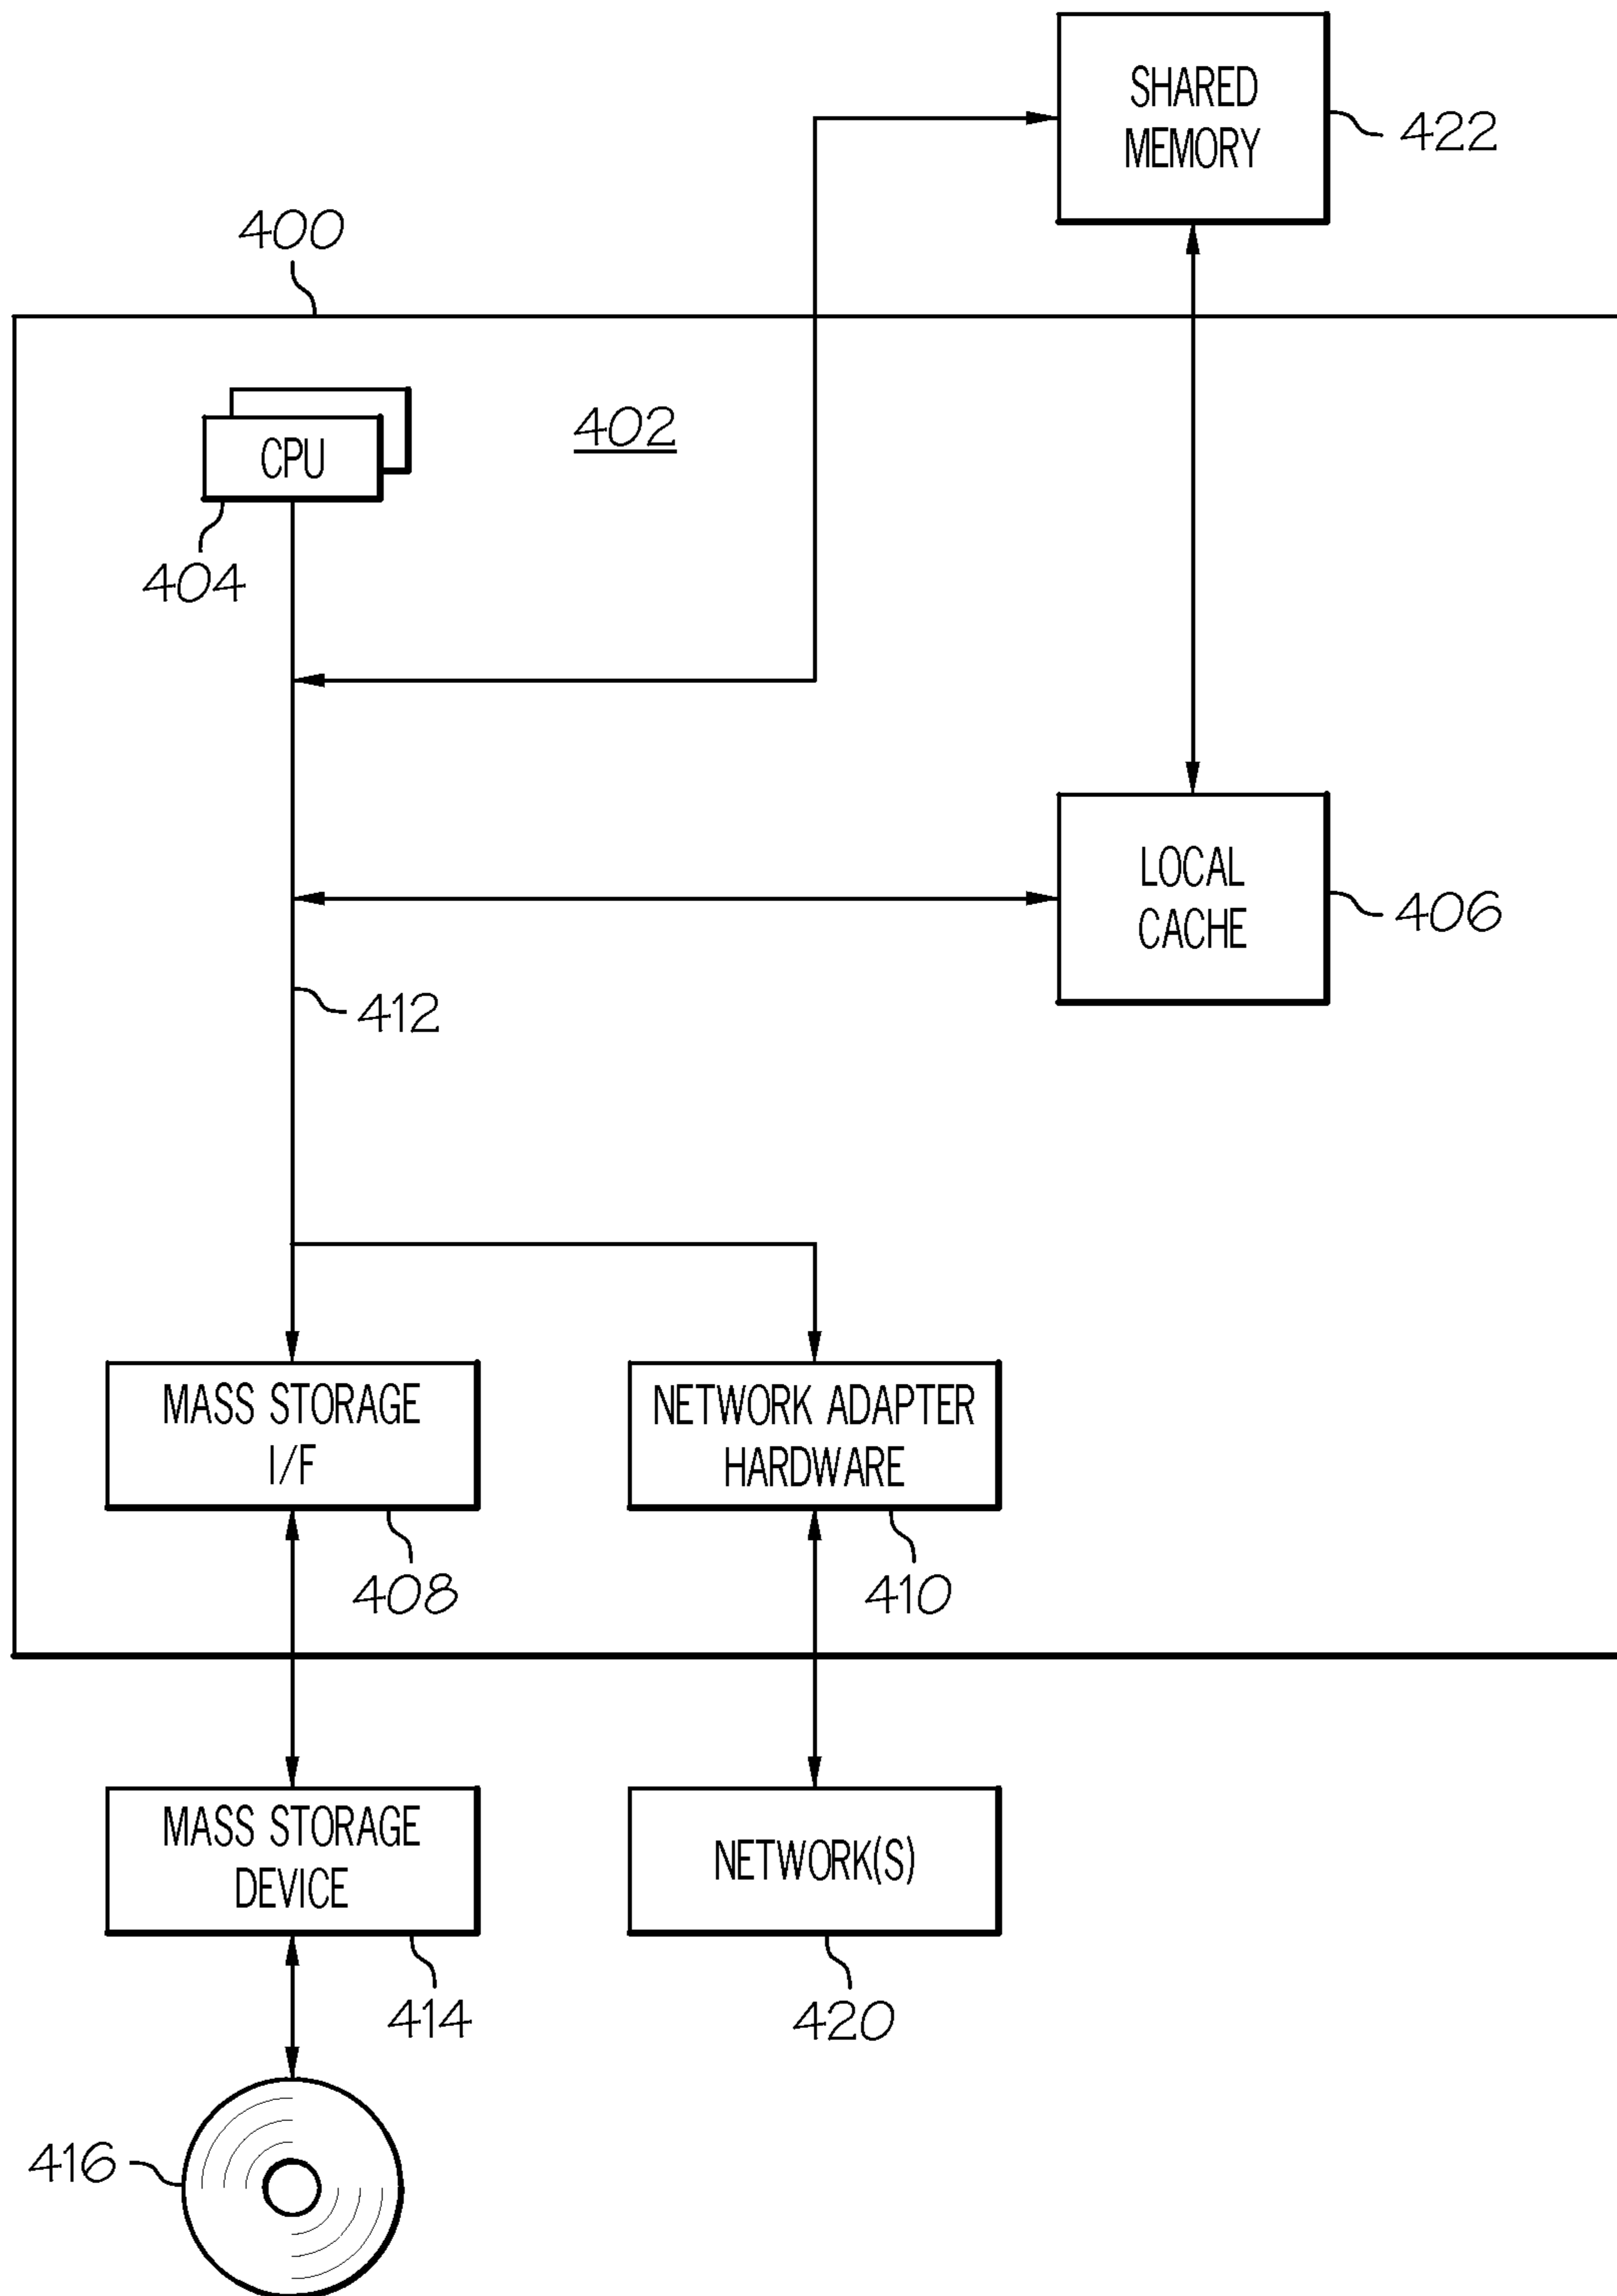 SHARED
MEMORY
422
400
CPU
402
404
LOCAL
CACHE
406
412
MASS STORAGE
I/F
NETWORK ADAPTER
HARDWARE
408
410
MASS STORAGE
DEVICE
NETWORK(S)
414
420
416